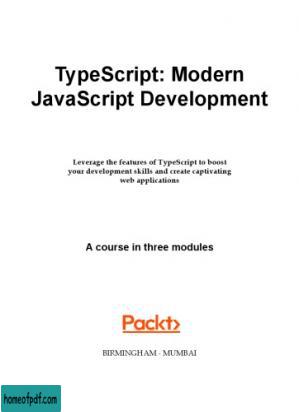 TypeScript: Modern
JavaScript Development
Leverage the features of TypeScript to boost
your development skills and create captivating
web applications
A course in three modules
Packt>
BIRMINGHAM - MUMBAI
homeofpdf.com